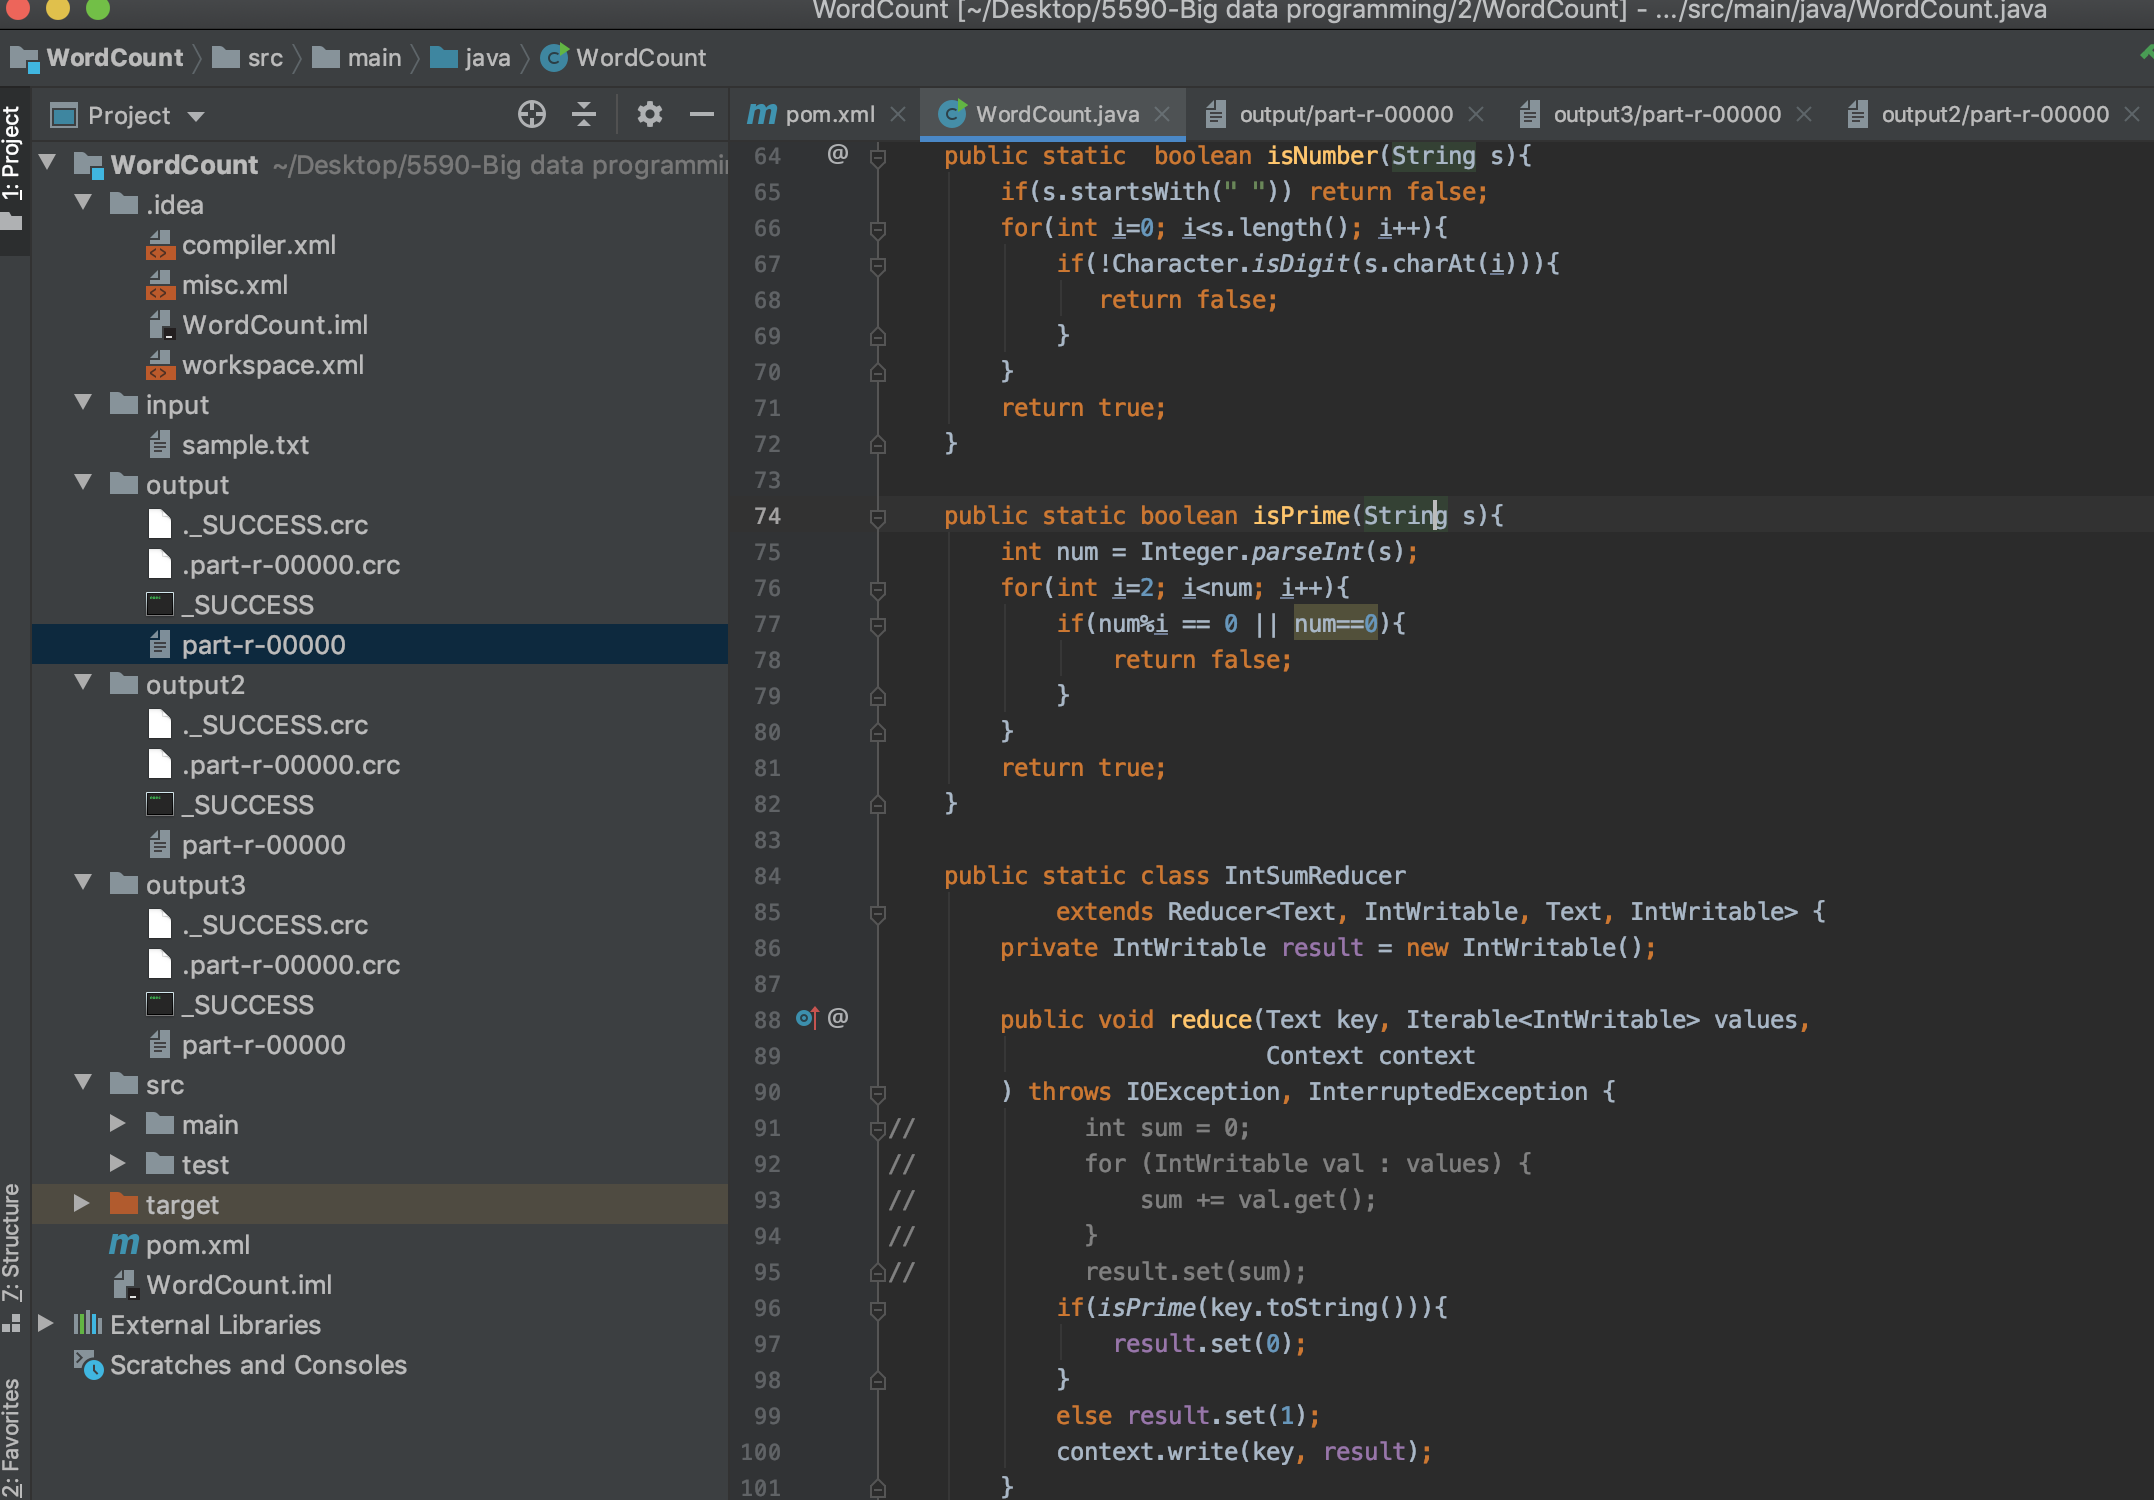 WordCount [~/Desktop/5590-Big data programming/2/WordCount] - .../src/main/java/WordCount.java
WordCount src main java WordCount
1: Project
7: Structure
2: Favorites
Project
WordCount ~/Desktop/5590-Big data programmi
.idea
compiler.xml
misc.xml
WordCount.iml
workspace.xml
input
sample.txt
output
._SUCCESS.crc
.part-r-00000.crc
_SUCCESS
part-r-00000
output2
._SUCCESS.crc
.part-r-00000.crc
_SUCCESS
part-r-00000
output3
._SUCCESS.crc
.part-r-00000.crc
_SUCCESS
part-r-00000
src
main
test
target
pom.xml
WordCount.iml
External Libraries
Scratches and Consoles
pom.xml WordCount.java output/part-r-00000 output3/part-r-00000 output2/part-r-00000
64 @ public static  boolean isNumber(String s){
65 if(s.startsWith(" ")) return false;
66 for(int i=0; i<s.length(); i++){
67 if(!Character.isDigit(s.charAt(i))){
68 return false;
69 }
70 }
71 return true;
72 }
73
74 public static boolean isPrime(String s){
75 int num = Integer.parseInt(s);
76 for(int i=2; i<num; i++){
77 if(num%i == 0 || num==0){
78 return false;
79 }
80 }
81 return true;
82 }
83
84 public static class IntSumReducer
85 extends Reducer<Text, IntWritable, Text, IntWritable> {
86 private IntWritable result = new IntWritable();
87
88 @ public void reduce(Text key, Iterable<IntWritable> values,
89 Context context
90 ) throws IOException, InterruptedException {
91 // int sum = 0;
92 // for (IntWritable val : values) {
93 // sum += val.get();
94 // }
95 // result.set(sum);
96 if(isPrime(key.toString())){
97 result.set(0);
98 }
99 else result.set(1);
100 context.write(key, result);
101 }